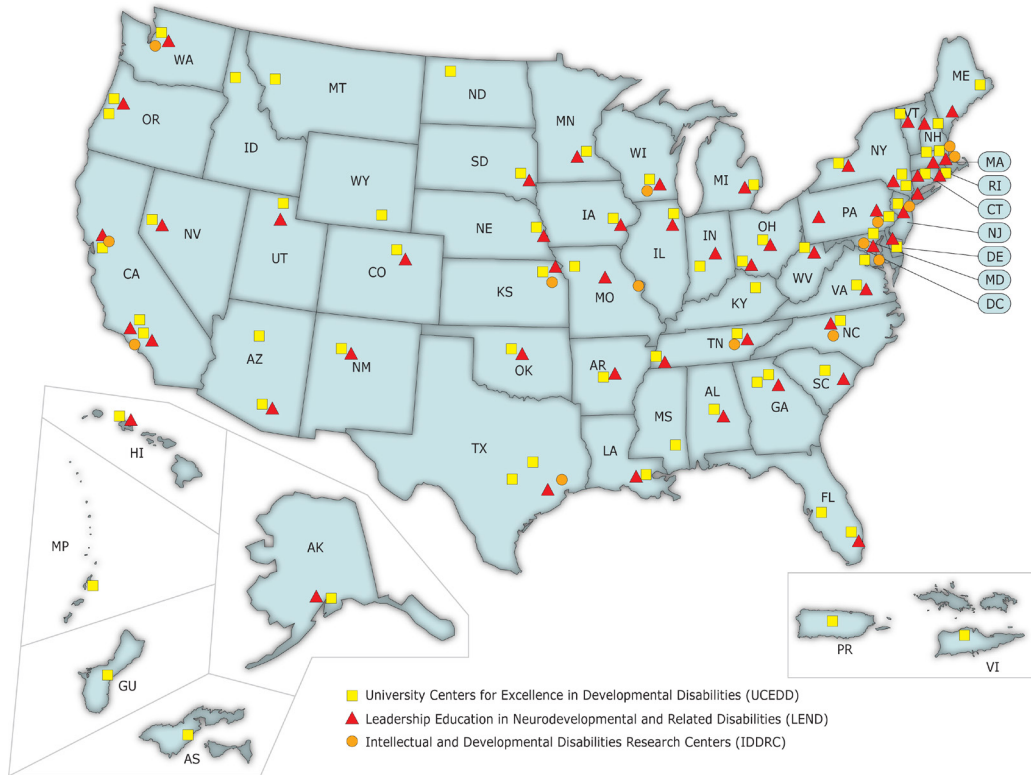 WA
MT
ND
ME
OR
MN
VT
ID
WI
NH
SD
NY
MA
MI
RI
WY
CT
IA
PA
NE
NJ
NV
OH
UT
IN
IL
DE
CO
CA
WV
MD
KS
MO
VA
KY
DC
NC
TN
AZ
NM
OK
AR
SC
AL
GA
MS
TX
LA
HI
FL
MP
AK
PR
VI
GU
AS
University Centers for Excellence in Developmental Disabilities (UCEDD)
Leadership Education in Neurodevelopmental and Related Disabilities (LEND)
Intellectual and Developmental Disabilities Research Centers (IDDRC)